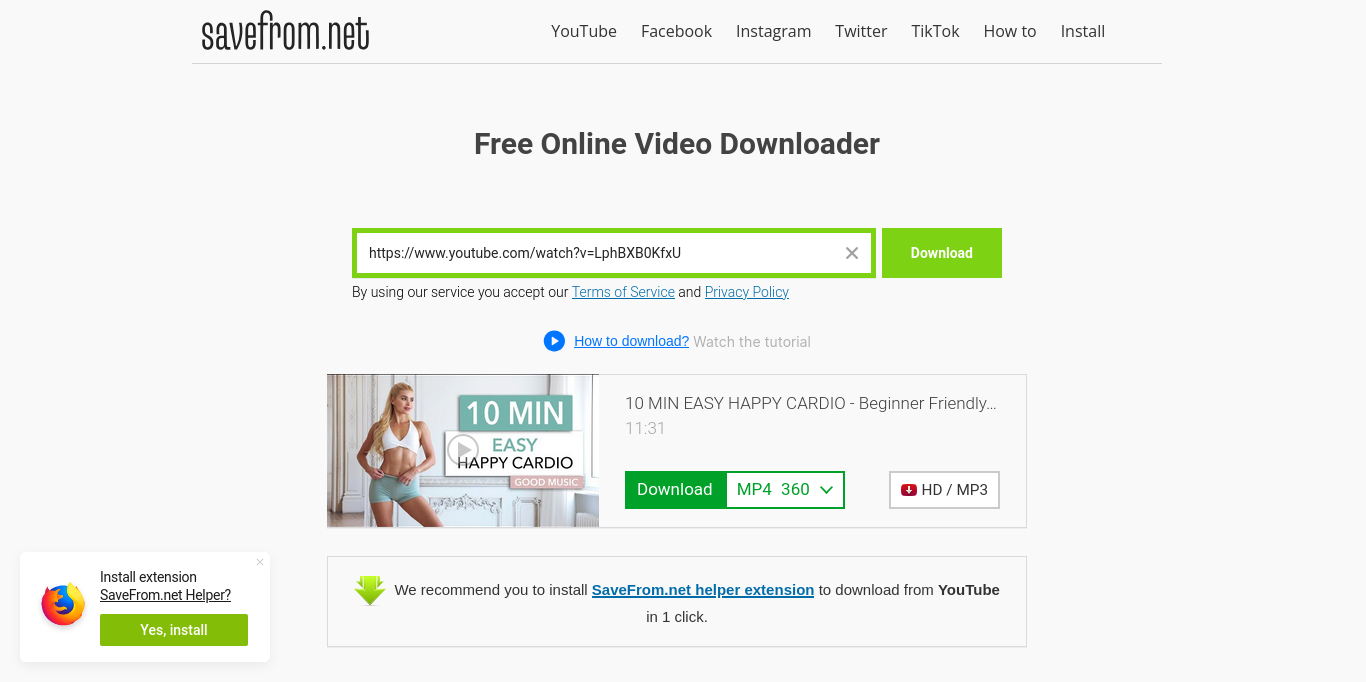 savefrom.net
YouTube Facebook Instagram Twitter TikTok How to Install
Free Online Video Downloader
https://www.youtube.com/watch?v=LphBXB0KfxU
Download
By using our service you accept our Terms of Service and Privacy Policy
How to download? Watch the tutorial
10 MIN
EASY
HAPPY CARDIO
GOOD MUSIC
10 MIN EASY HAPPY CARDIO - Beginner Friendly...
11:31
Download MP4 360
HD / MP3
We recommend you to install SaveFrom.net helper extension to download from YouTube
in 1 click.
Install extension
SaveFrom.net Helper?
Yes, install